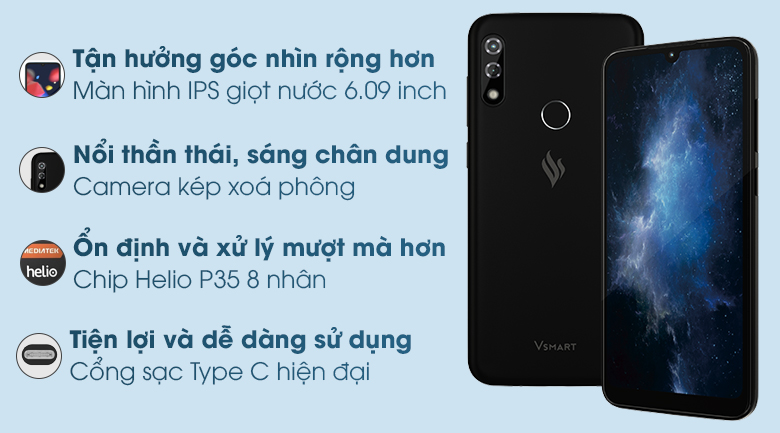 Tận hưởng góc nhìn rộng hơn
Màn hình IPS giọt nước 6.09 inch
Nổi thần thái, sáng chân dung
Camera kép xoá phông
MEDIATEK
helio
Ổn định và xử lý mượt mà hơn
Chip Helio P35 8 nhân
Tiện lợi và dễ dàng sử dụng
Cổng sạc Type C hiện đại
VSMART